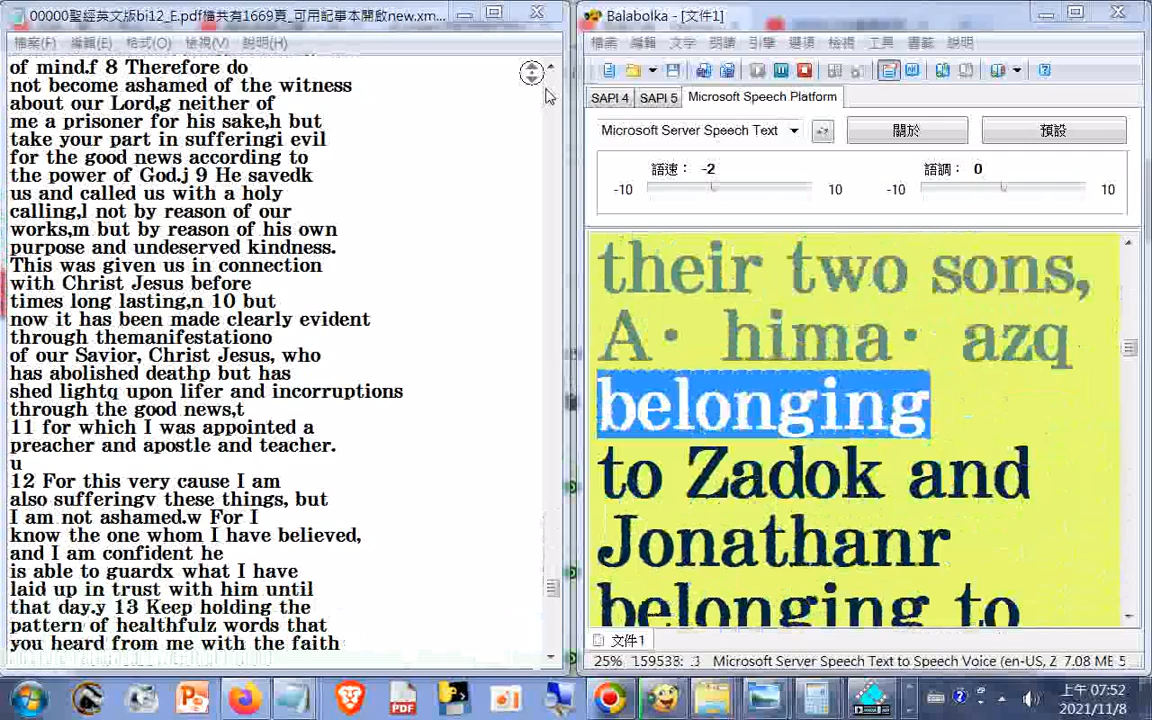 00000聖經英文版bi12_E.pdf檔共有1669頁_可用記事本開啟new.xm...
檔案(F) 編輯(E) 格式(O) 檢視(V) 說明(H)
of mind.f 8 Therefore do
not become ashamed of the witness
about our Lord,g neither of
me a prisoner for his sake,h but
take your part in sufferingi evil
for the good news according to
the power of God.j 9 He savedk
us and called us with a holy
calling,l not by reason of our
works,m but by reason of his own
purpose and undeserved kindness.
This was given us in connection
with Christ Jesus before
times long lasting,n 10 but
now it has been made clearly evident
through themanifestationo
of our Savior, Christ Jesus, who
has abolished deathp but has
shed lightq upon lifer and incorruptions
through the good news,t
11 for which I was appointed a
preacher and apostle and teacher.
u
12 For this very cause I am
also sufferingv these things, but
I am not ashamed.w For I
know the one whom I have believed,
and I am confident he
is able to guardx what I have
laid up in trust with him until
that day.y 13 Keep holding the
pattern of healthfulz words that
you heard from me with the faith
Balabolka - [文件1]
檔案 編輯 文字 朗讀 引擎 選項 檢視 工具 書籤 說明
SAPI 4 SAPI 5 Microsoft Speech Platform
Microsoft Server Speech Text 關於 預設
語速: -2 語調: 0
-10 10 -10 10
their two sons,
A· hima· azq
belonging
to Zadok and
Jonathanr
belonging to
文件1
25% Microsoft Server Speech Text to Speech Voice (en-US, Z 7.08 MB 5
PDF
上午 07:52
2021/11/8